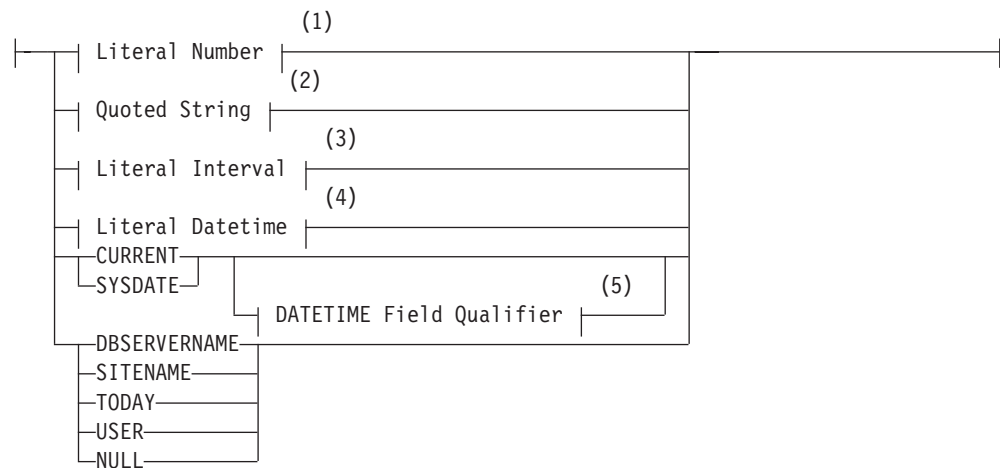 (1)
Literal Number
(2)
Quoted String
(3)
Literal Interval
(4)
Literal Datetime
CURRENT
SYSDATE
(5)
DATETIME Field Qualifier
DBSERVERNAME
SITENAME
TODAY
USER
NULL